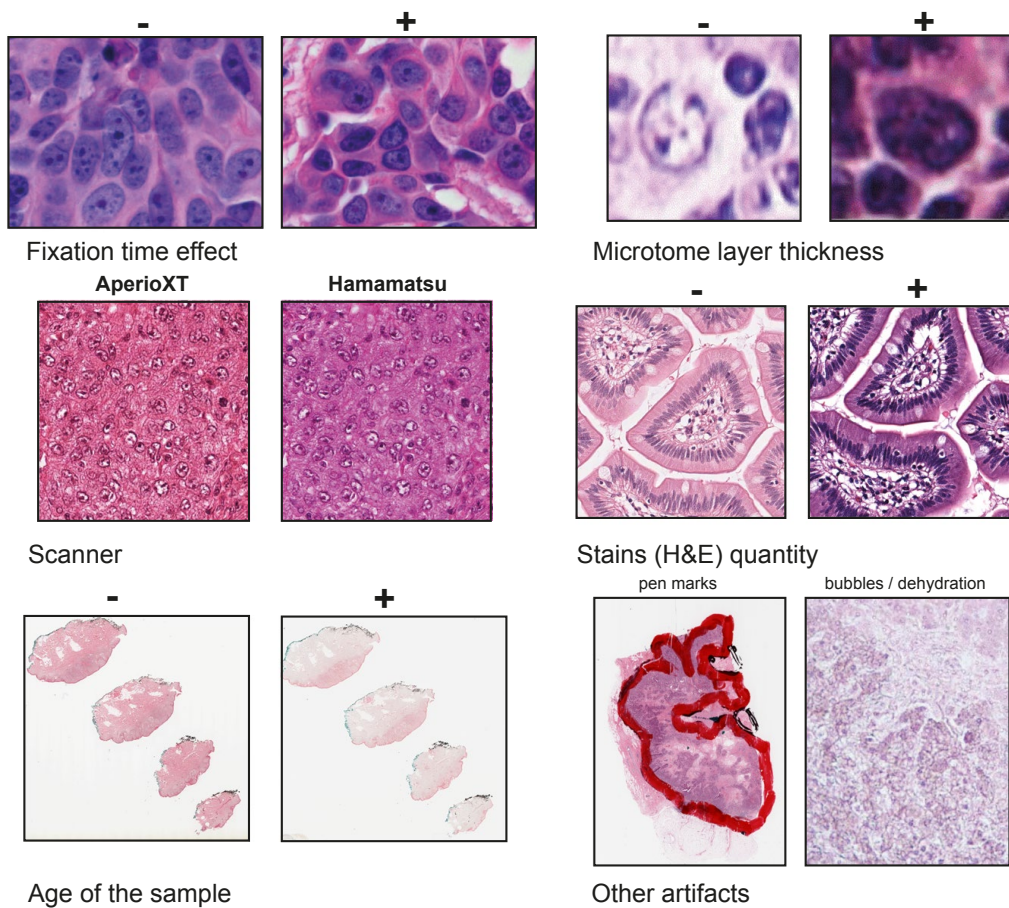 - +
Fixation time effect
- +
Microtome layer thickness
AperioXT Hamamatsu
Scanner
- +
Stains (H&E) quantity
- +
Age of the sample
pen marks bubbles / dehydration
Other artifacts